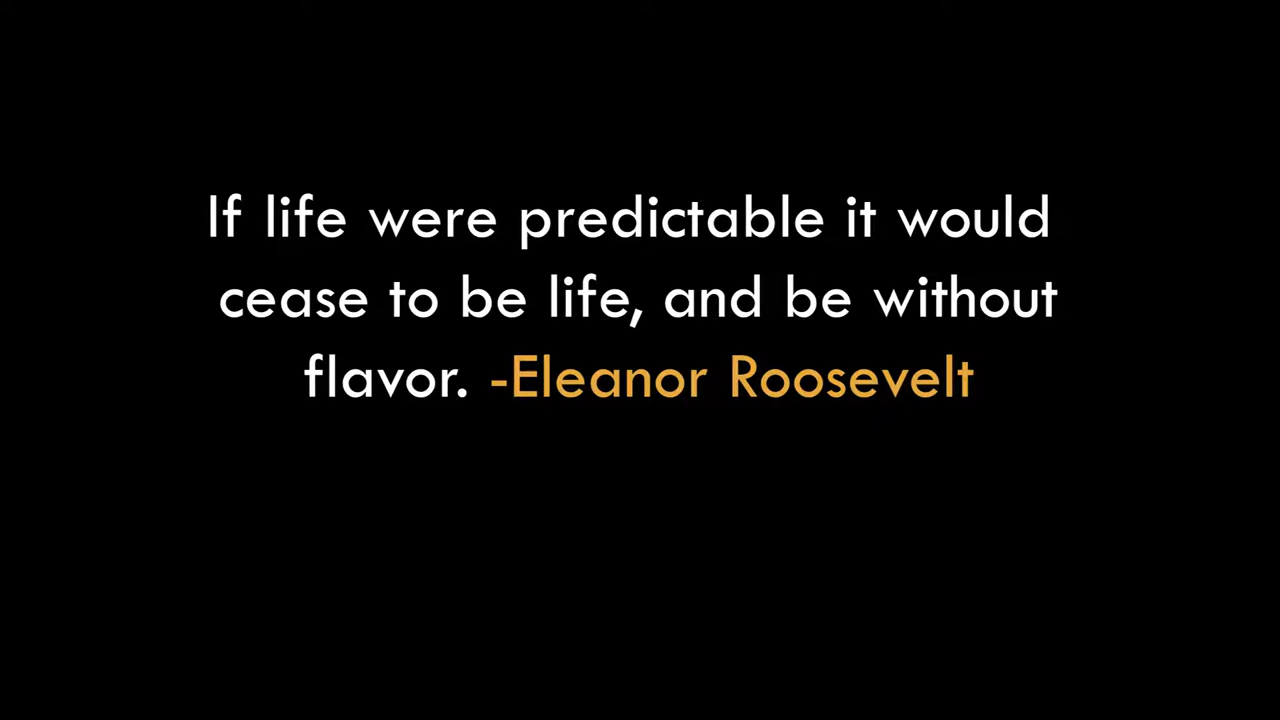 If life were predictable it would
cease to be life, and be without
flavor. -Eleanor Roosevelt